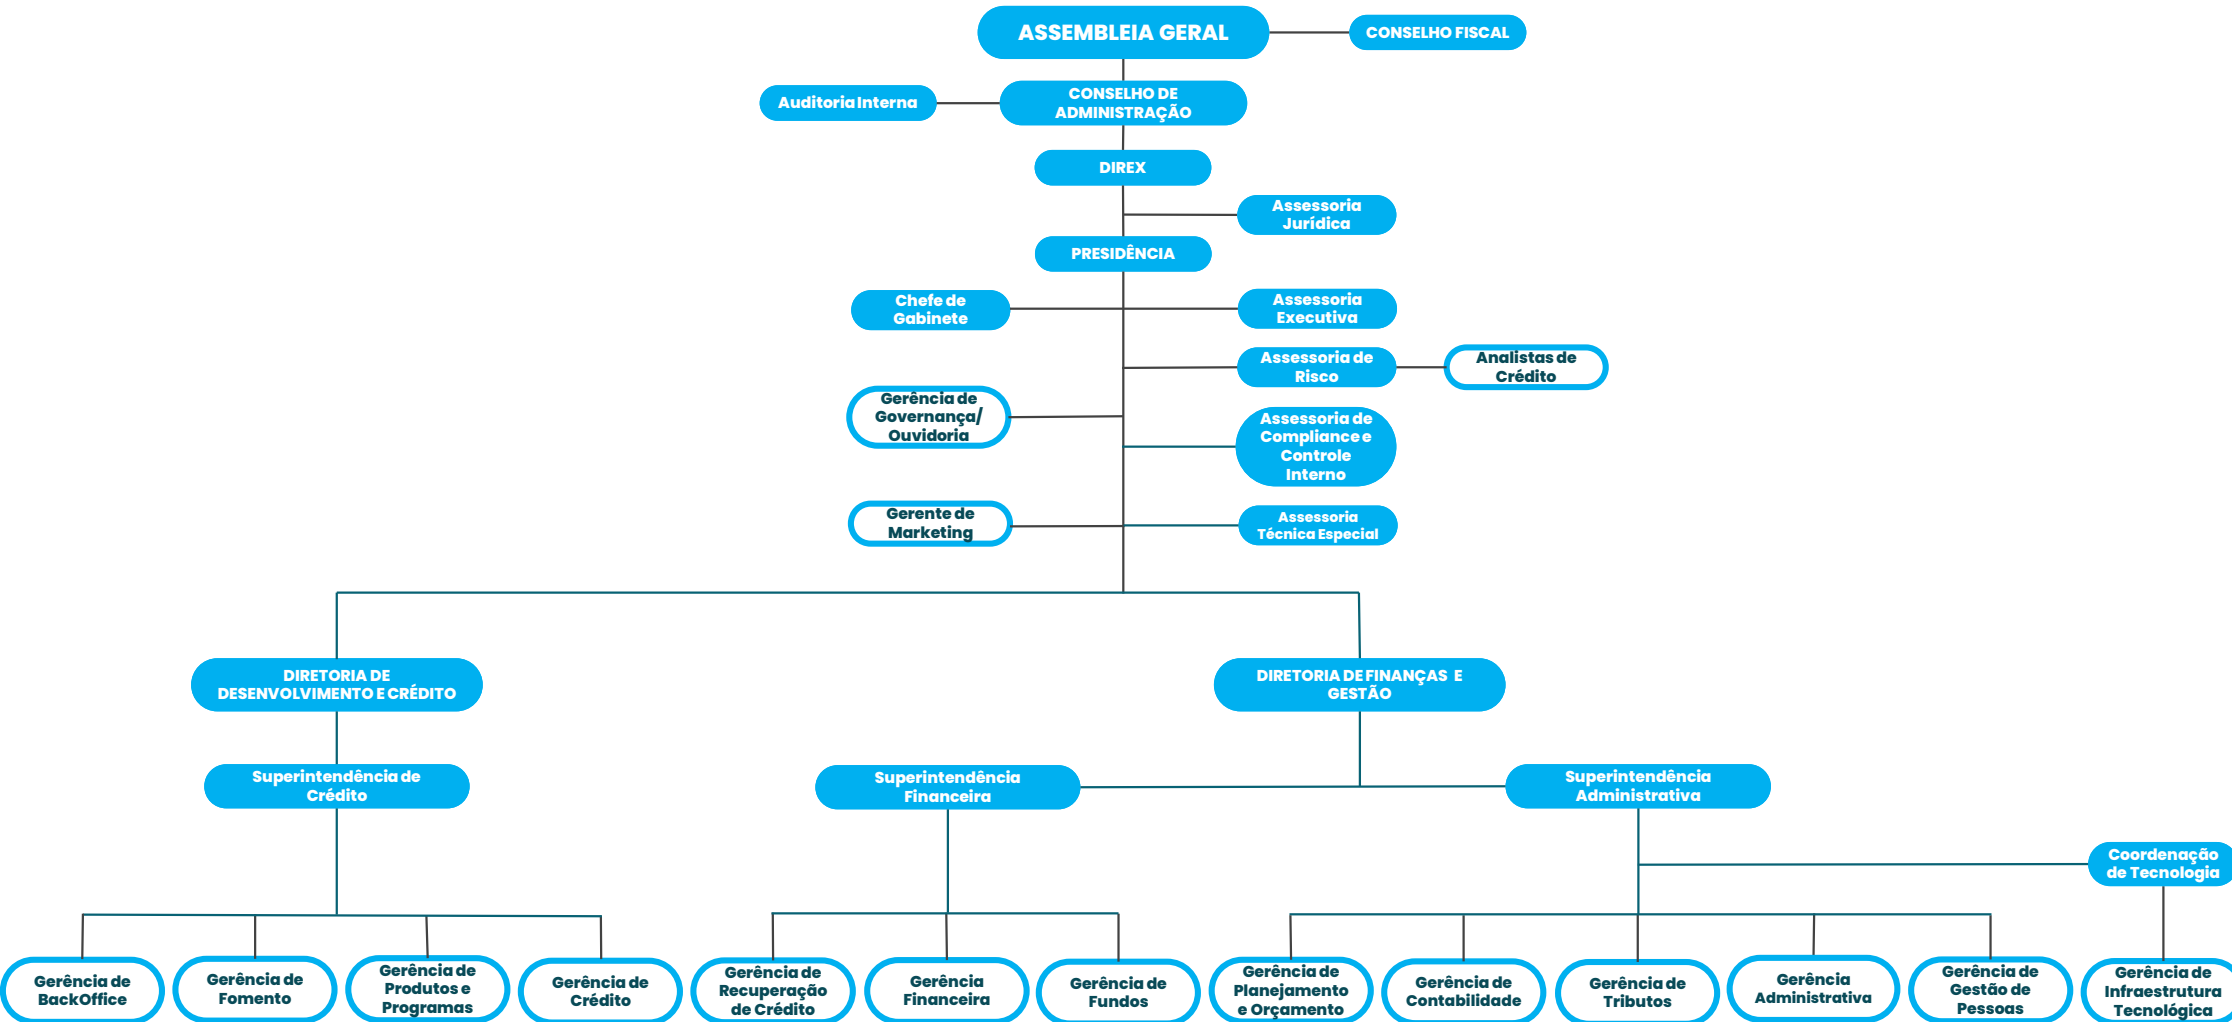 ASSEMBLEIA GERAL
CONSELHO FISCAL
Auditoria Interna
CONSELHO DE
ADMINISTRAÇÃO
DIREX
Assessoria
Jurídica
PRESIDÊNCIA
Chefe de
Gabinete
Assessoria
Executiva
Assessoria de
Risco
Analistas de
Crédito
Gerência de
Governança/
Ouvidoria
Assessoria de
Compliance e
Controle
Interno
Gerente de
Marketing
Assessoria
Técnica Especial
DIRETORIA DE
DESENVOLVIMENTO E CRÉDITO
DIRETORIA DE FINANÇAS E
GESTÃO
Superintendência de
Crédito
Superintendência
Financeira
Superintendência
Administrativa
Coordenação
de Tecnologia
Gerência de
BackOffice
Gerência de
Fomento
Gerência de
Produtos e
Programas
Gerência de
Crédito
Gerência de
Recuperação
de Crédito
Gerência
Financeira
Gerência de
Fundos
Gerência de
Planejamento
e Orçamento
Gerência de
Contabilidade
Gerência de
Tributos
Gerência
Administrativa
Gerência de
Gestão de
Pessoas
Gerência de
Infraestrutura
Tecnológica